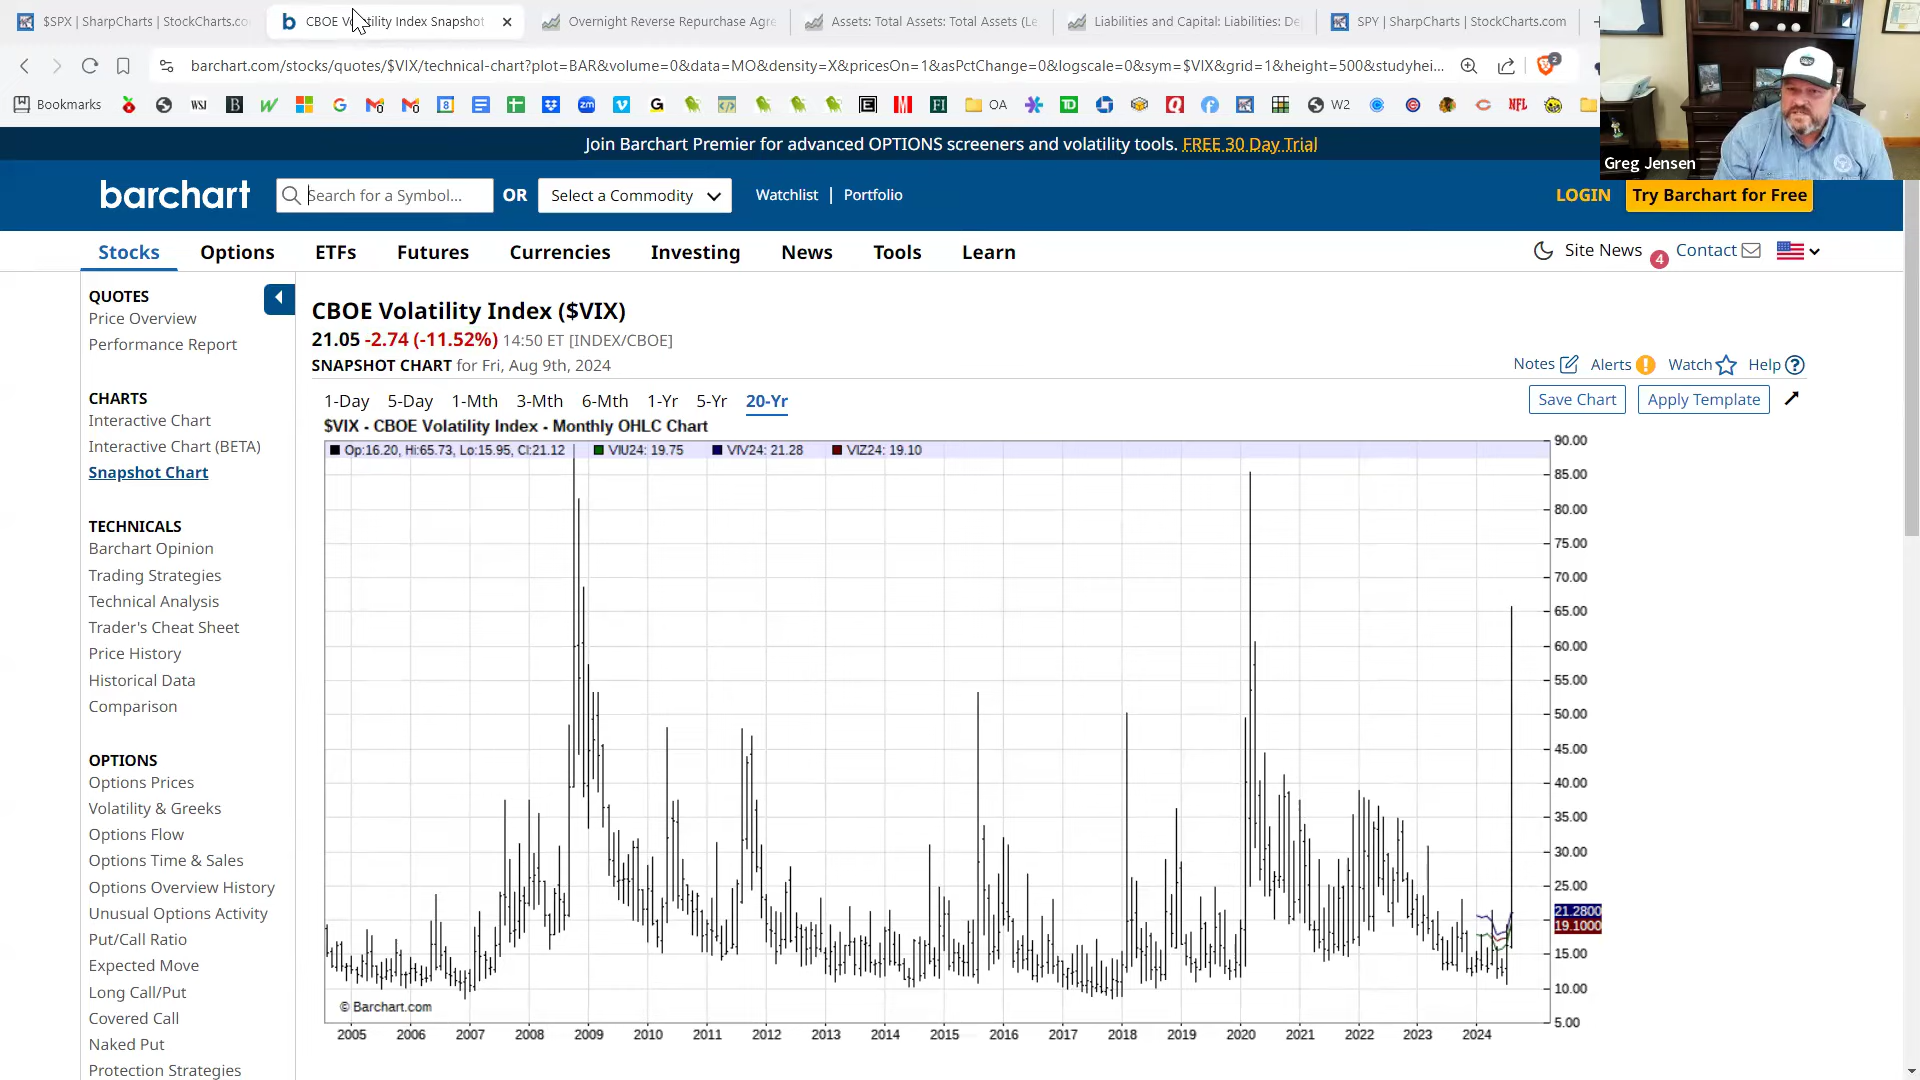 $SPX | SharpCharts | StockCharts.co
CBOE Volatility Index Snapshot
Overnight Reverse Repurchase Agre
Assets: Total Assets: Total Assets (Le
Liabilities and Capital: Liabilities: De
SPY | SharpCharts | StockCharts.com
barchart.com/stocks/quotes/$VIX/technical-chart?plot=BAR&volume=0&data=MO&density=X&pricesOn=1&asPctChange=0&logscale=0&sym=$VIX&grid=1&height=500&studyhei...
2
Bookmarks
WSJ
OA
W2
NFL
Greg Jensen
Join Barchart Premier for advanced OPTIONS screeners and volatility tools. FREE 30 Day Trial
barchart
Search for a Symbol...
OR
Select a Commodity
Watchlist | Portfolio
LOGIN
Try Barchart for Free
Stocks
Options
ETFs
Futures
Currencies
Investing
News
Tools
Learn
Site News
4
Contact
QUOTES
Price Overview
Performance Report
CHARTS
Interactive Chart
Interactive Chart (BETA)
Snapshot Chart
TECHNICALS
Barchart Opinion
Trading Strategies
Technical Analysis
Trader's Cheat Sheet
Price History
Historical Data
Comparison
OPTIONS
Options Prices
Volatility & Greeks
Options Flow
Options Time & Sales
Options Overview History
Unusual Options Activity
Put/Call Ratio
Expected Move
Long Call/Put
Covered Call
Naked Put
Protection Strategies
CBOE Volatility Index ($VIX)
21.05 -2.74 (-11.52%) 14:50 ET [INDEX/CBOE]
SNAPSHOT CHART for Fri, Aug 9th, 2024
Notes
Alerts
Watch
Help
1-Day
5-Day
1-Mth
3-Mth
6-Mth
1-Yr
5-Yr
20-Yr
Save Chart
Apply Template
$VIX - CBOE Volatility Index - Monthly OHLC Chart
Op:16.20, Hi:65.73, Lo:15.95, Cl:21.12
VIU24: 19.75
VIV24: 21.28
VIZ24: 19.10
90.00
85.00
80.00
75.00
70.00
65.00
60.00
55.00
50.00
45.00
40.00
35.00
30.00
25.00
21.2800
19.1000
15.00
10.00
5.00
© Barchart.com
2005
2006
2007
2008
2009
2010
2011
2012
2013
2014
2015
2016
2017
2018
2019
2020
2021
2022
2023
2024